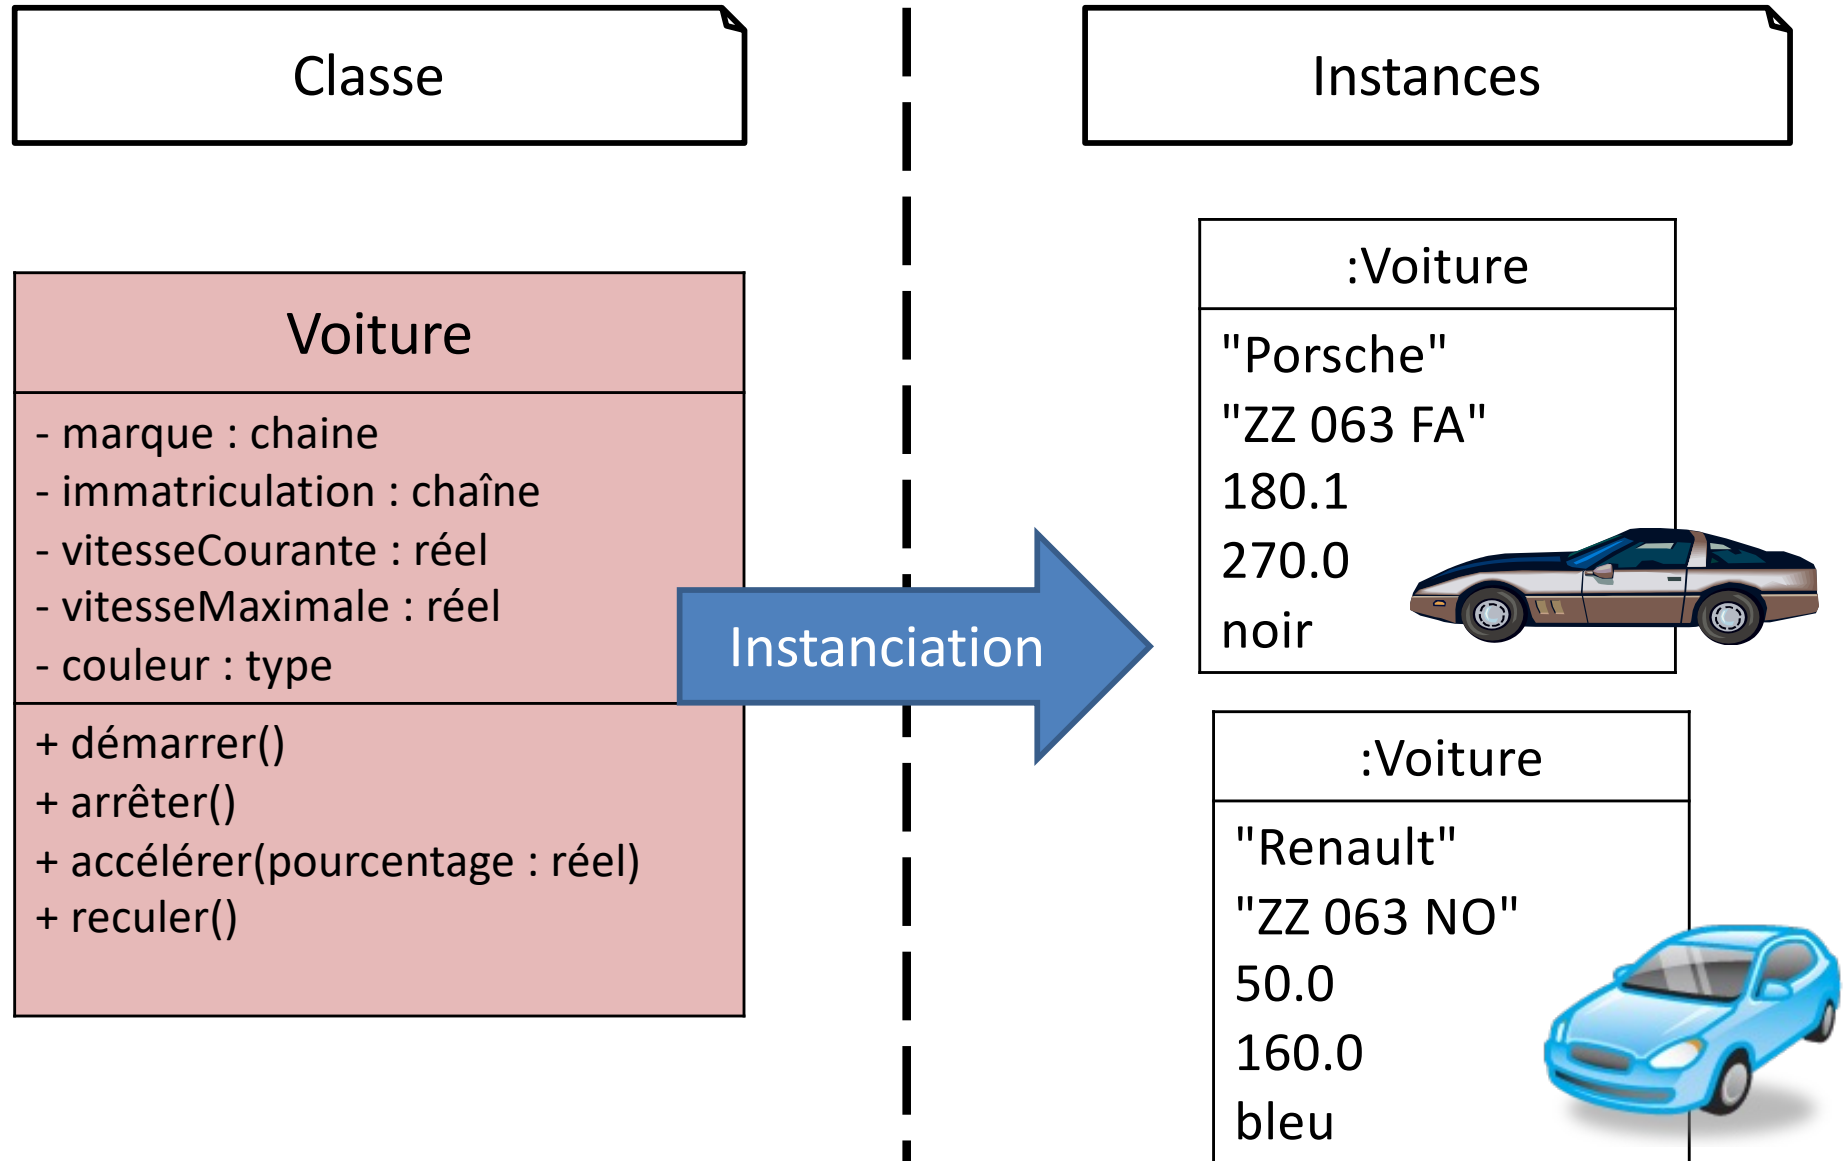 Classe
Instances
Voiture
- marque : chaine
- immatriculation : chaîne
- vitesseCourante : réel
- vitesseMaximale : réel
- couleur : type
+ démarrer()
+ arrêter()
+ accélérer(pourcentage : réel)
+ reculer()
Instanciation
:Voiture
"Porsche"
"ZZ 063 FA"
180.1
270.0
noir
:Voiture
"Renault"
"ZZ 063 NO"
50.0
160.0
bleu